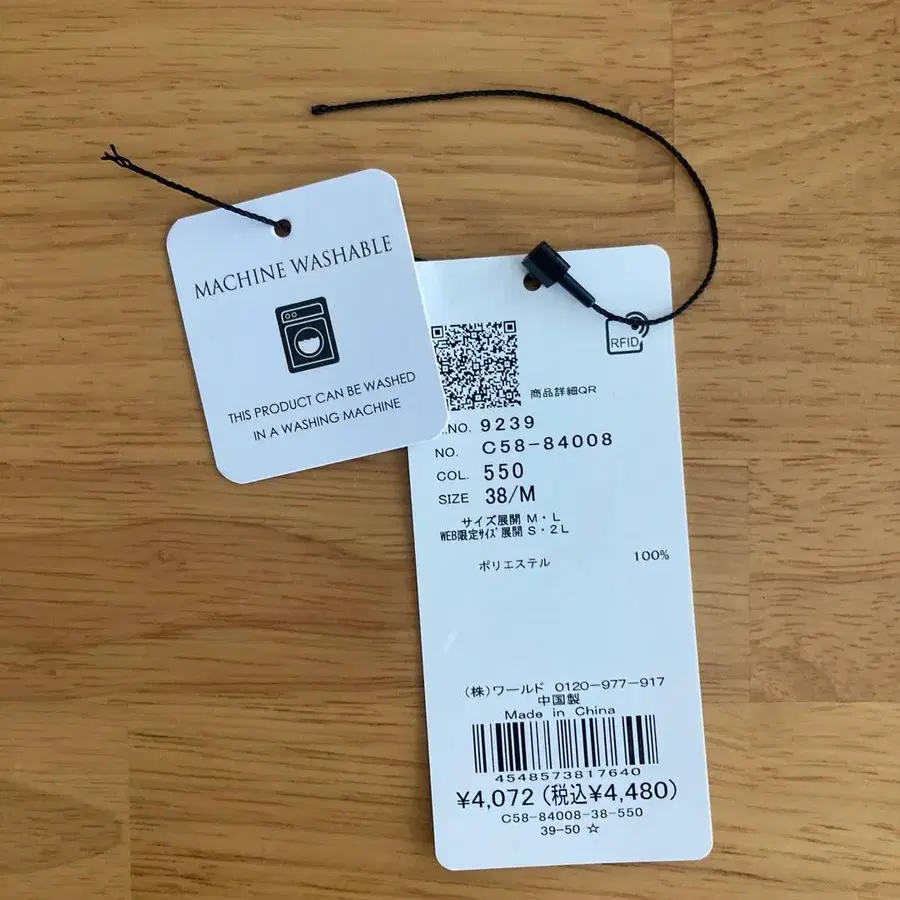 MACHINE WASHABLE
THIS PRODUCT CAN BE WASHED
IN A WASHING MACHINE
RFID
商品詳細QR
.NO. 9239
NO. C58-84008
COL. 550
SIZE 38/M
サイズ展開 M・L
WEB限定サイズ展開 S・2L
ポリエステル 100%
(株)ワールド 0120-977-917
中国製
Made in China
4548573817640
¥4,072 (税込¥4,480)
C58-84008-38-550
39-50 ☆